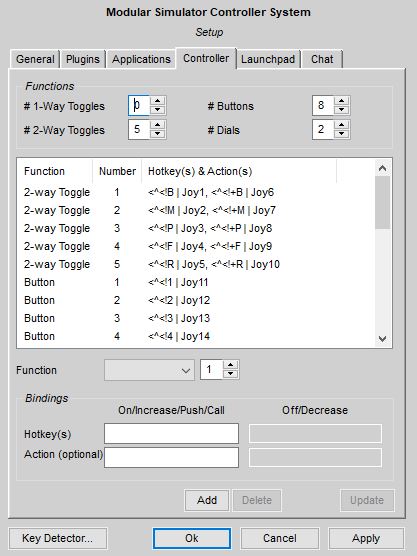 Modular Simulator Controller System
Setup
General Plugins Applications Controller Launchpad Chat
Functions
# 1-Way Toggles 0 # Buttons 8
# 2-Way Toggles 5 # Dials 2
Function Number Hotkey(s) & Action(s)
2-way Toggle 1 <^<!B | Joy1, <^<!+B | Joy6
2-way Toggle 2 <^<!M | Joy2, <^<!+M | Joy7
2-way Toggle 3 <^<!P | Joy3, <^<!+P | Joy8
2-way Toggle 4 <^<!F | Joy4, <^<!+F | Joy9
2-way Toggle 5 <^<!R | Joy5, <^<!+R | Joy10
Button 1 <^<!1 | Joy11
Button 2 <^<!2 | Joy12
Button 3 <^<!3 | Joy13
Button 4 <^<!4 | Joy14
Function 1
Bindings
On/Increase/Push/Call Off/Decrease
Hotkey(s)
Action (optional)
Add Delete Update
Key Detector... Ok Cancel Apply